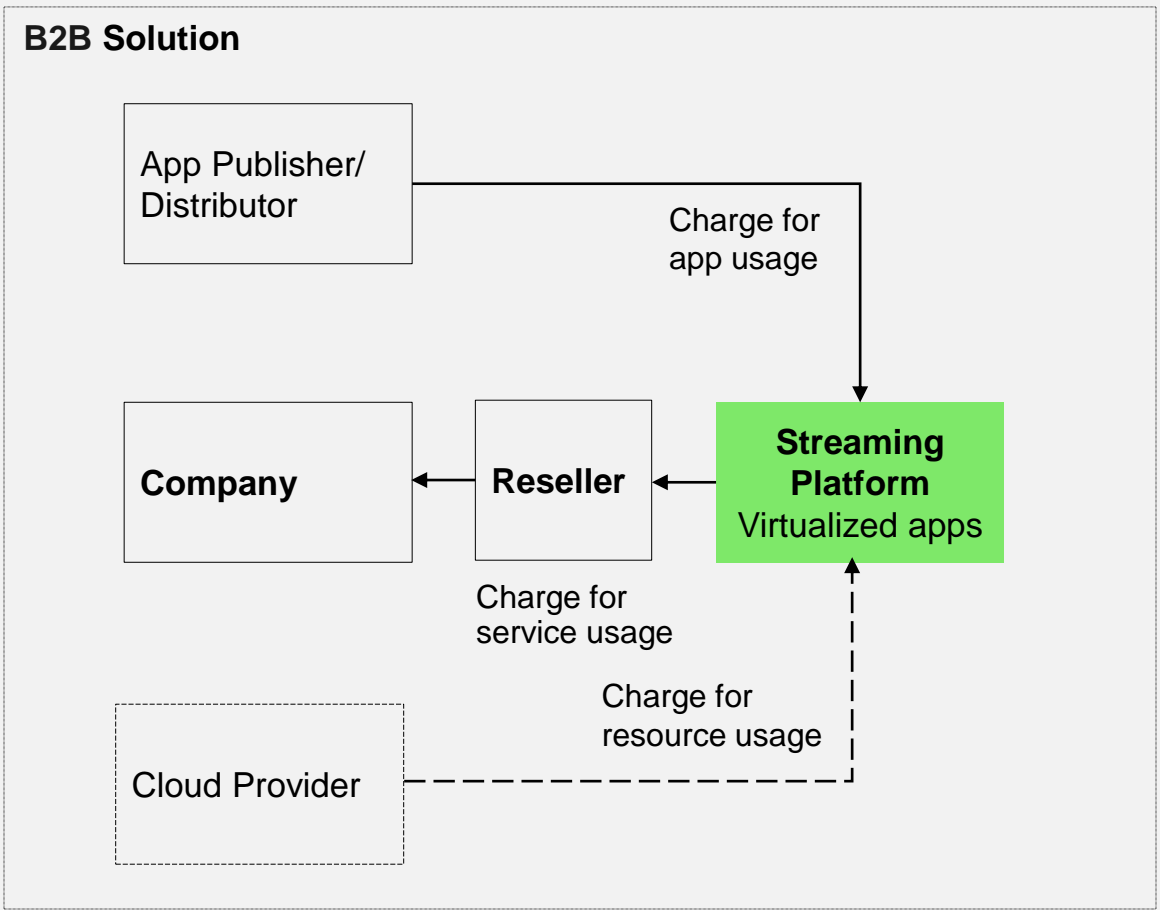 B2B Solution
App Publisher/
Distributor
Charge for
app usage
Company
Reseller
Streaming
Platform
Virtualized apps
Charge for
service usage
Charge for
resource usage
Cloud Provider